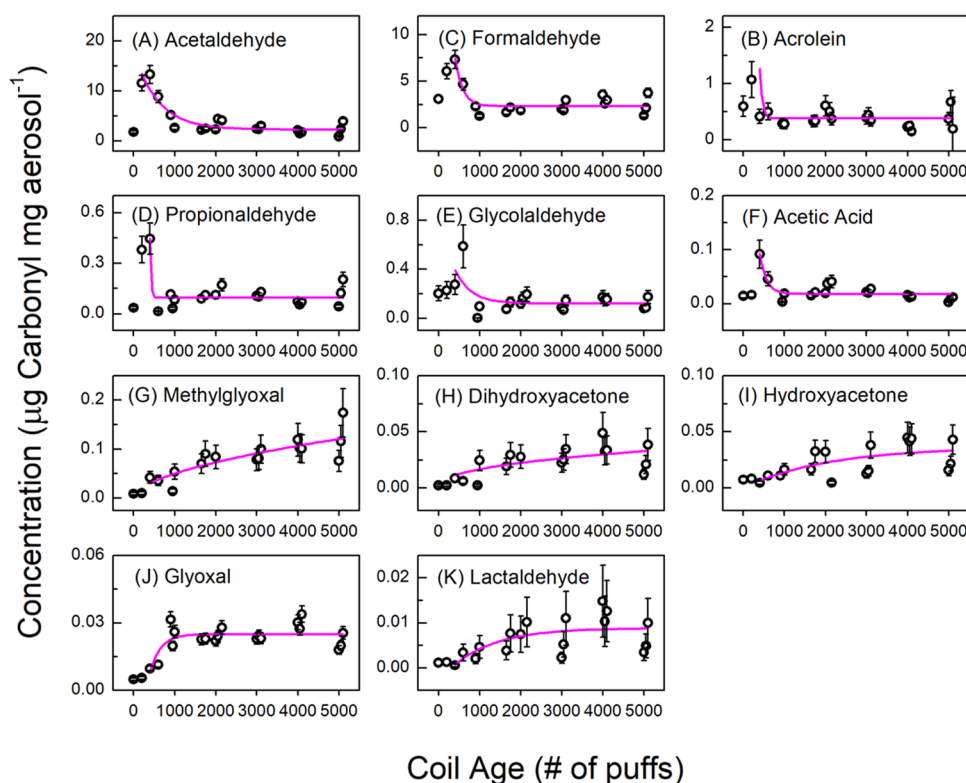 Concentration (µg Carbonyl mg aerosol⁻¹)
(A) Acetaldehyde
20
10
0
0 1000 2000 3000 4000 5000
(C) Formaldehyde
10
5
0
0 1000 2000 3000 4000 5000
(B) Acrolein
2
1
0
0 1000 2000 3000 4000 5000
(D) Propionaldehyde
0.6
0.3
0.0
0 1000 2000 3000 4000 5000
(E) Glycolaldehyde
0.8
0.4
0.0
0 1000 2000 3000 4000 5000
(F) Acetic Acid
0.2
0.1
0.0
0 1000 2000 3000 4000 5000
(G) Methylglyoxal
0.2
0.1
0.0
0 1000 2000 3000 4000 5000
(H) Dihydroxyacetone
0.10
0.05
0.00
0 1000 2000 3000 4000 5000
(I) Hydroxyacetone
0.10
0.05
0.00
0 1000 2000 3000 4000 5000
(J) Glyoxal
0.06
0.03
0.00
0 1000 2000 3000 4000 5000
(K) Lactaldehyde
0.02
0.01
0.00
0 1000 2000 3000 4000 5000
Coil Age (# of puffs)